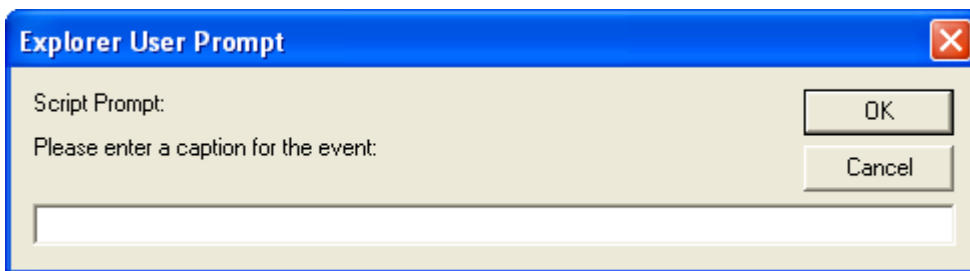 Explorer User Prompt
Script Prompt:
OK
Please enter a caption for the event:
Cancel